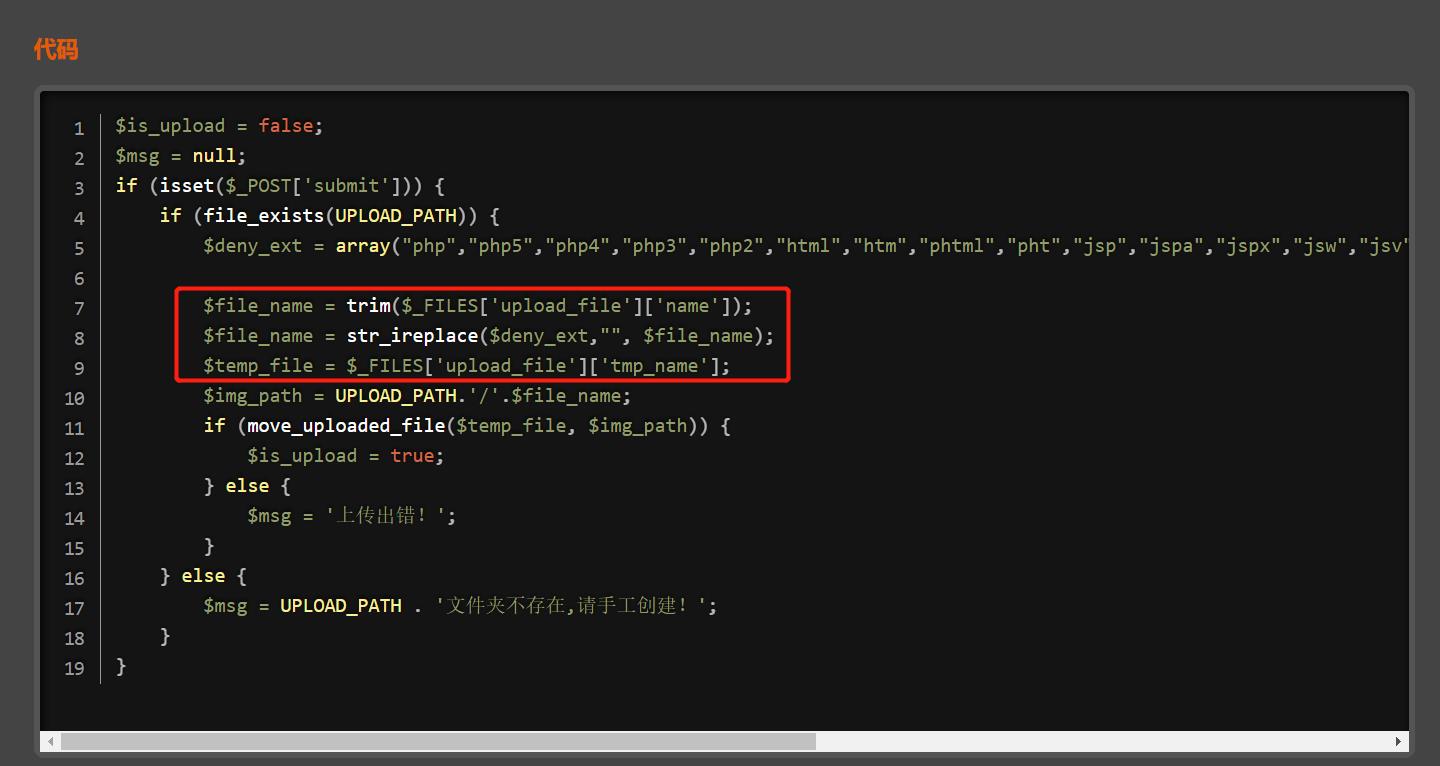 代码
1 $is_upload = false;
2 $msg = null;
3 if (isset($_POST['submit'])) {
4     if (file_exists(UPLOAD_PATH)) {
5         $deny_ext = array("php","php5","php4","php3","php2","html","htm","phtml","pht","jsp","jspa","jspx","jsw","jsv"
6
7         $file_name = trim($_FILES['upload_file']['name']);
8         $file_name = str_ireplace($deny_ext,"", $file_name);
9         $temp_file = $_FILES['upload_file']['tmp_name'];
10         $img_path = UPLOAD_PATH.'/'.$file_name;
11         if (move_uploaded_file($temp_file, $img_path)) {
12             $is_upload = true;
13         } else {
14             $msg = '上传出错！';
15         }
16     } else {
17         $msg = UPLOAD_PATH . '文件夹不存在,请手工创建！';
18     }
19 }